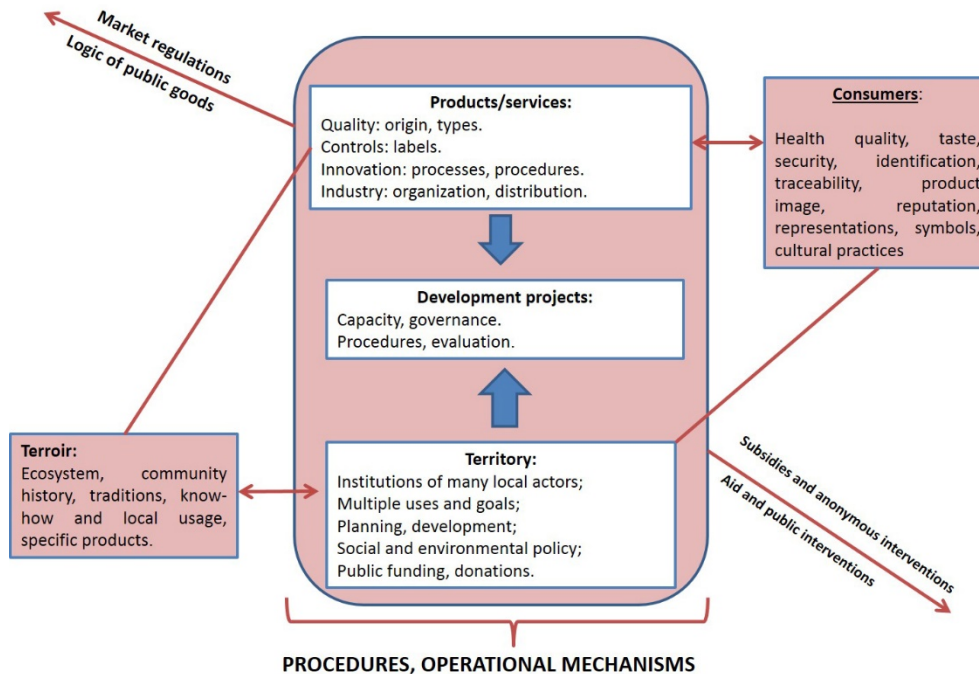 Market regulations
Logic of public goods
Products/services:
Quality: origin, types.
Controls: labels.
Innovation: processes, procedures.
Industry: organization, distribution.
Consumers:
Health quality, taste,
security, identification,
traceability, product
image, reputation,
representations, symbols,
cultural practices
Development projects:
Capacity, governance.
Procedures, evaluation.
Terroir:
Ecosystem, community
history, traditions, know-
how and local usage,
specific products.
Territory:
Institutions of many local actors;
Multiple uses and goals;
Planning, development;
Social and environmental policy;
Public funding, donations.
Subsidies and anonymous interventions
Aid and public interventions
PROCEDURES, OPERATIONAL MECHANISMS